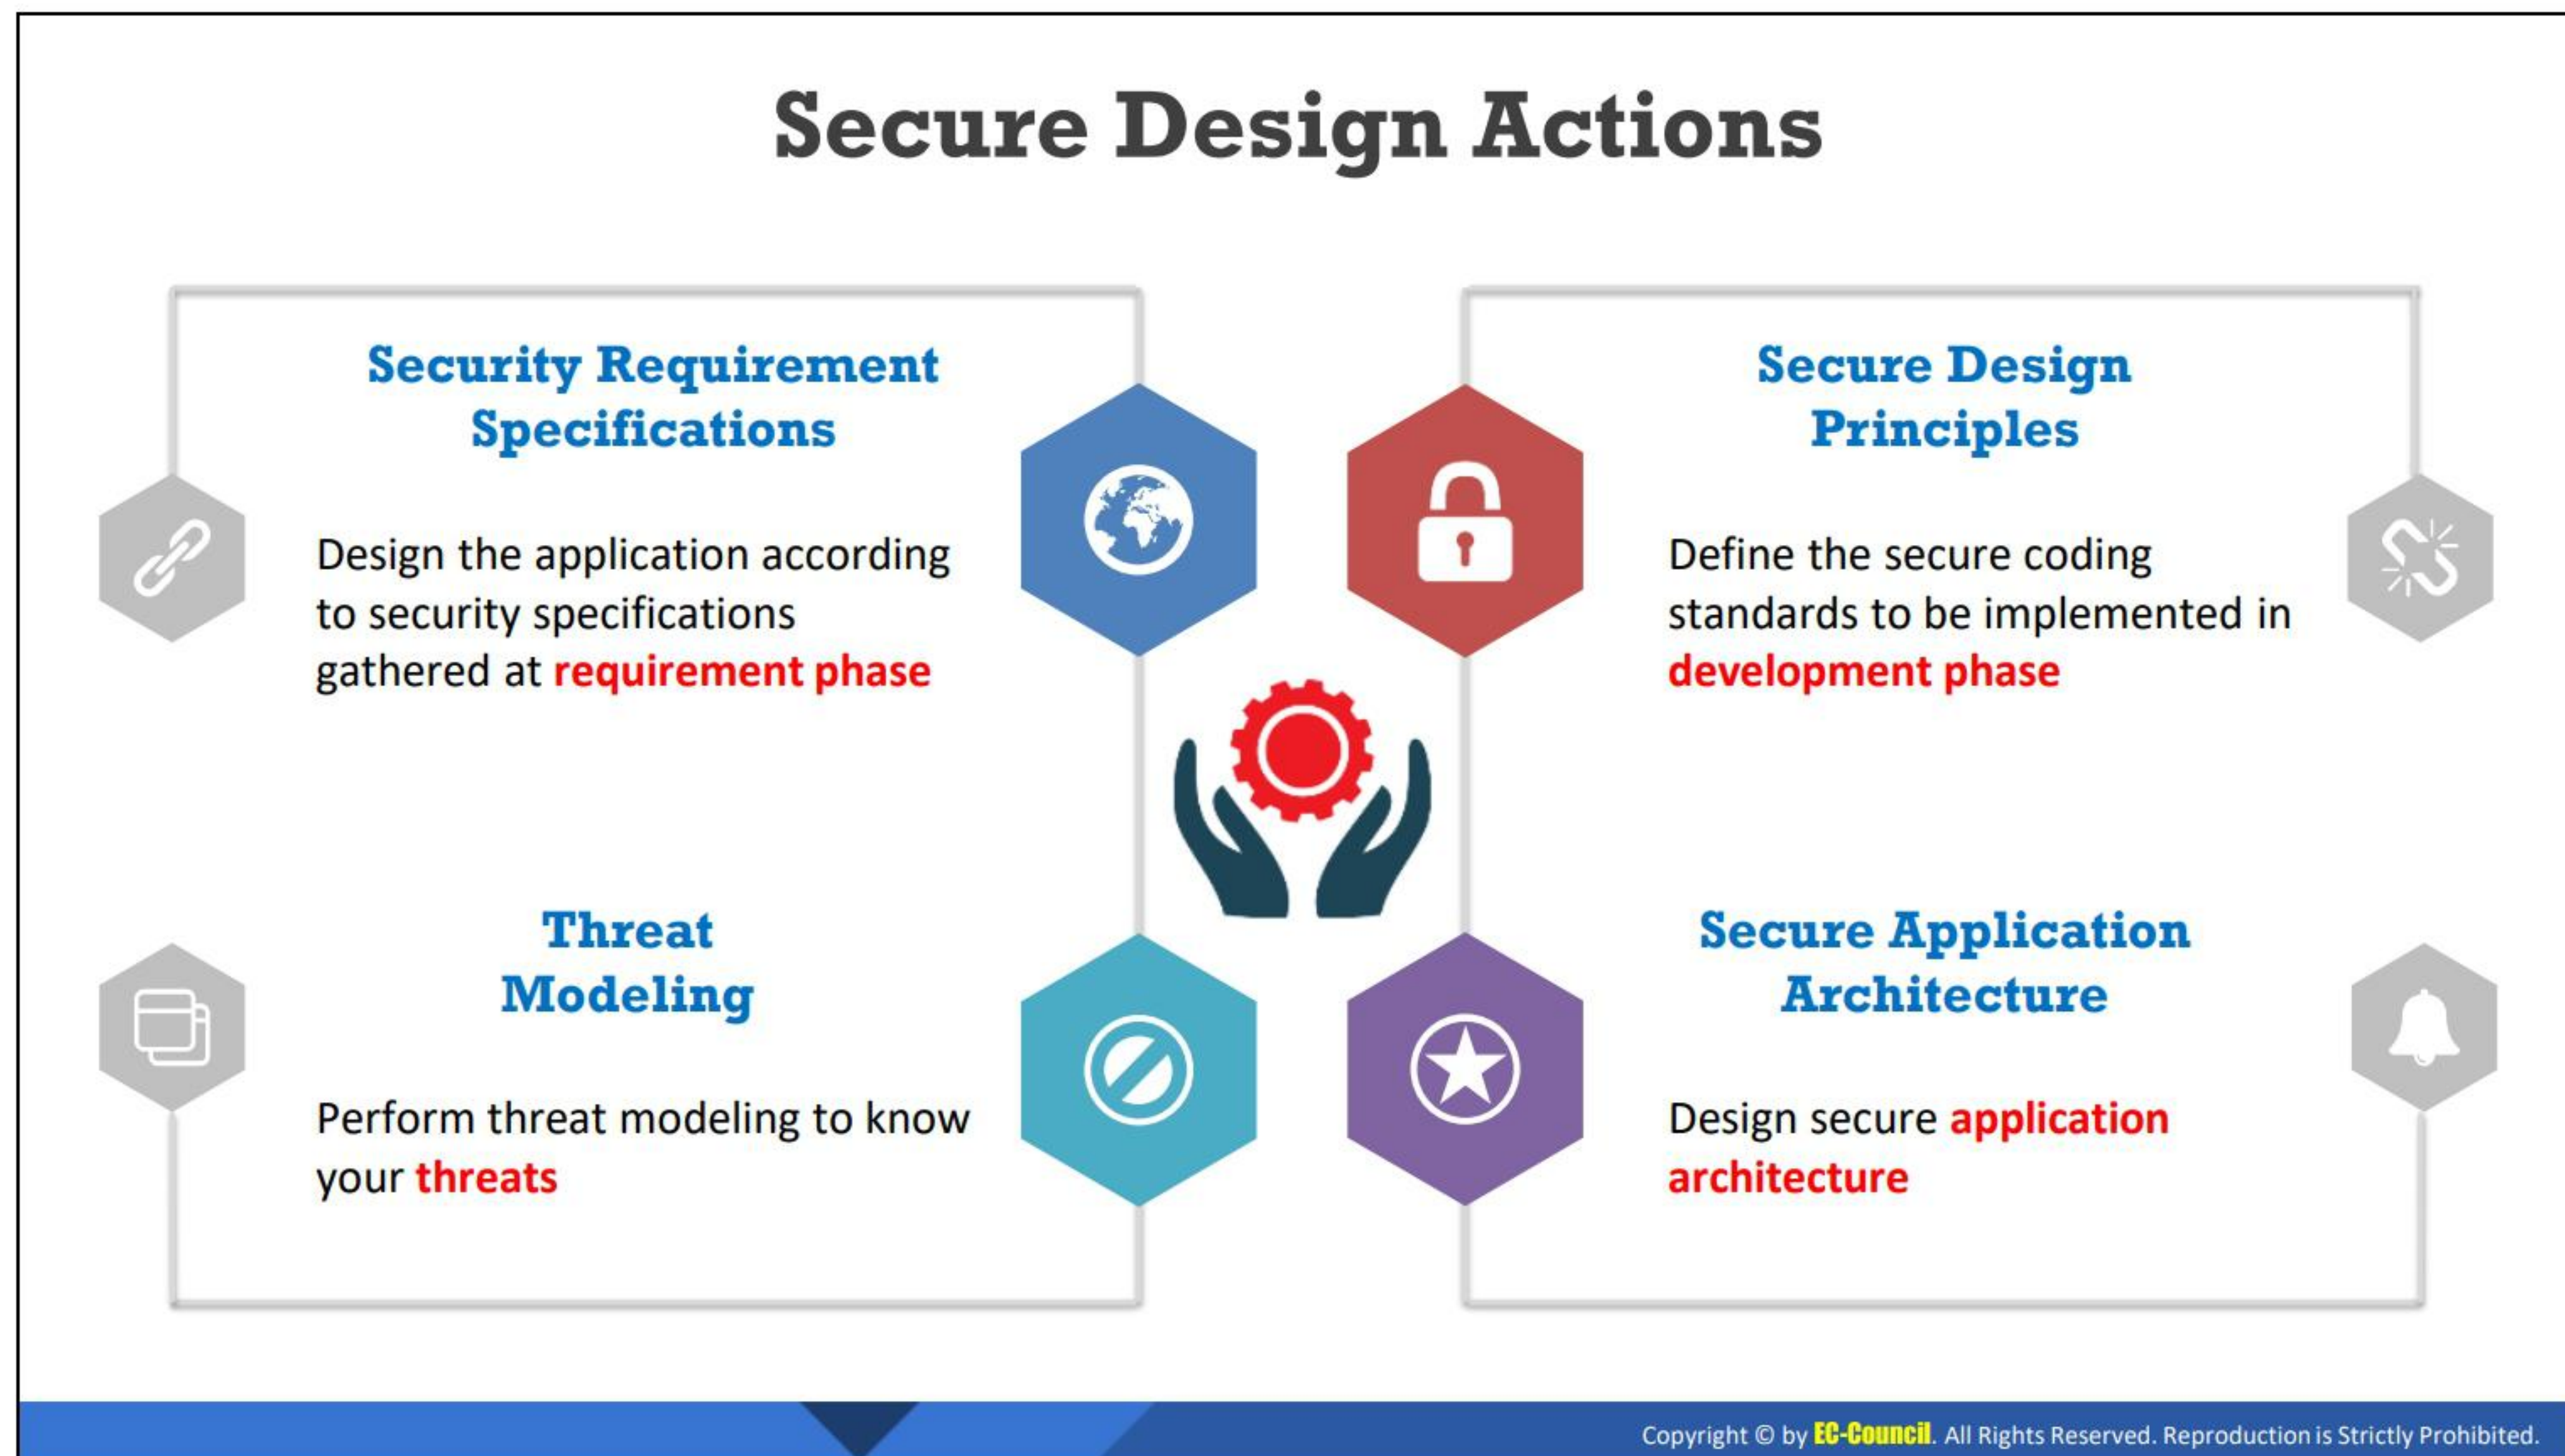 Secure Design Actions
Security Requirement
Specifications
Design the application according
to security specifications
gathered at requirement phase
Secure Design
Principles
Define the secure coding
standards to be implemented in
development phase
Threat
Modeling
Perform threat modeling to know
your threats
Secure Application
Architecture
Design secure application
architecture
Copyright © by EC-Council. All Rights Reserved. Reproduction is Strictly Prohibited.